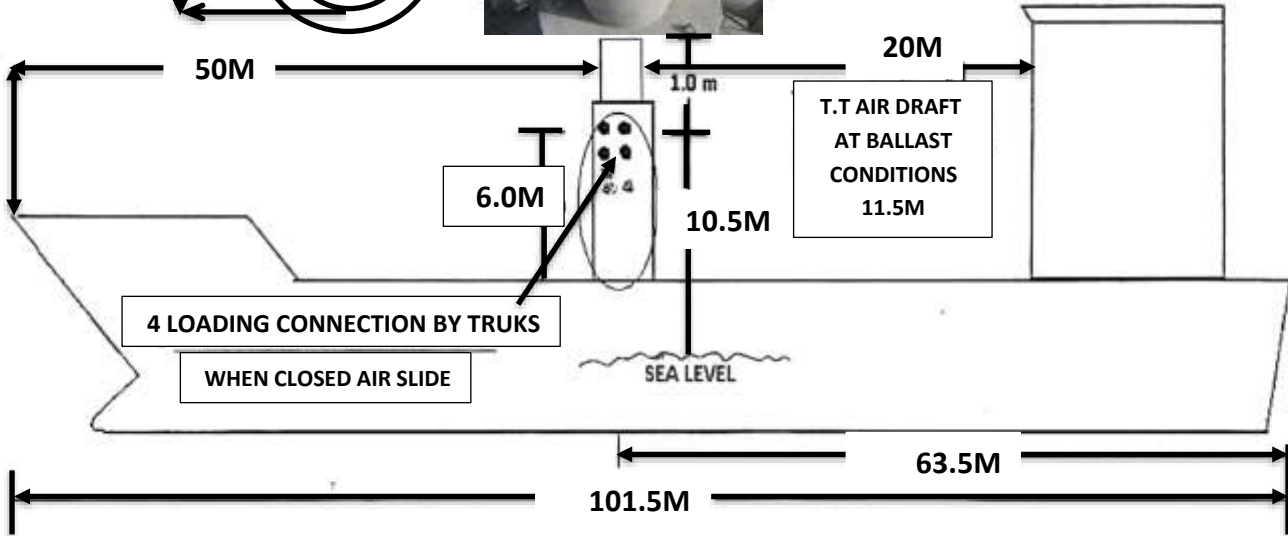 50M
20M
1.0 m
T.T AIR DRAFT
AT BALLAST
CONDITIONS
11.5M
6.0M
10.5M
4 LOADING CONNECTION BY TRUKS
WHEN CLOSED AIR SLIDE
SEA LEVEL
63.5M
101.5M